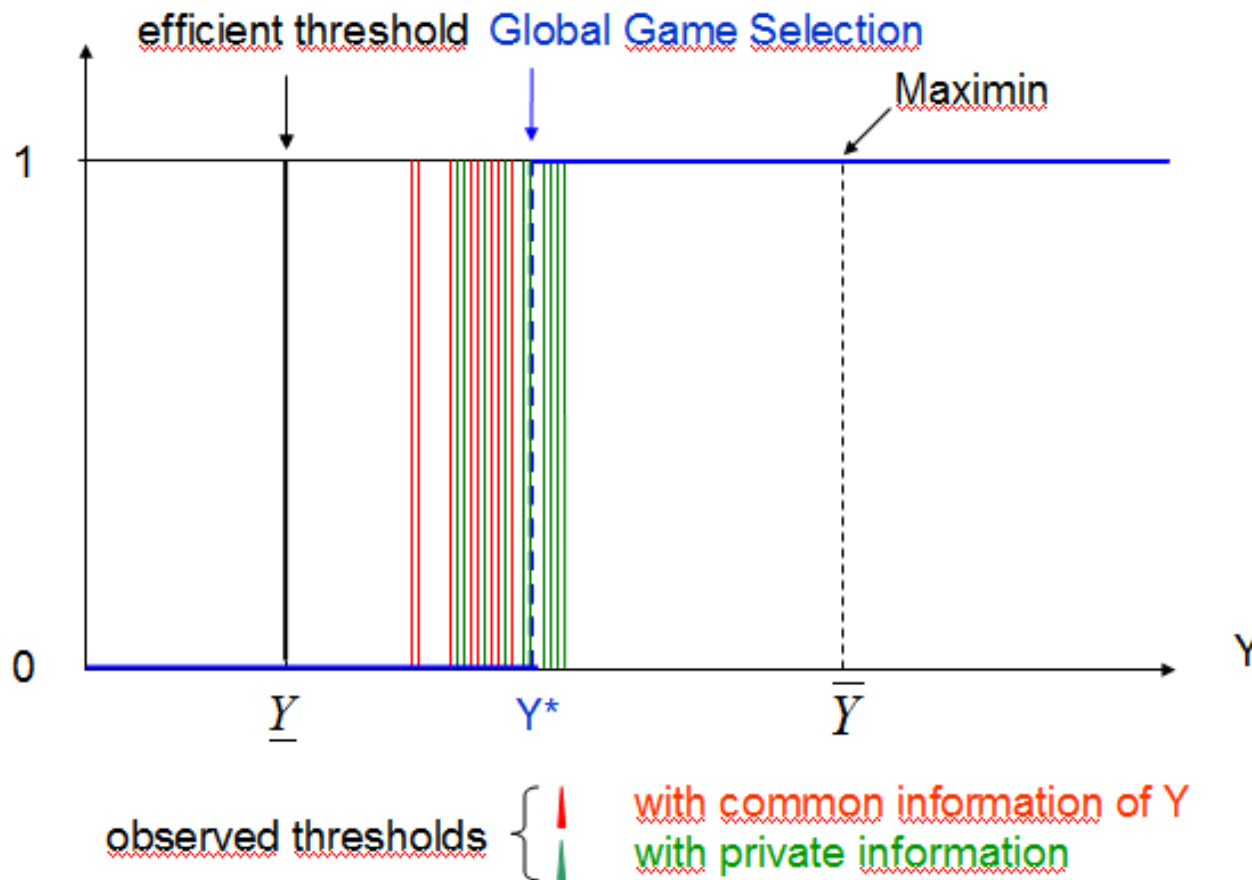 efficient threshold Global Game Selection
Maximin
1
0
Y
Y Y* Y
observed thresholds { with common information of Y
with private information